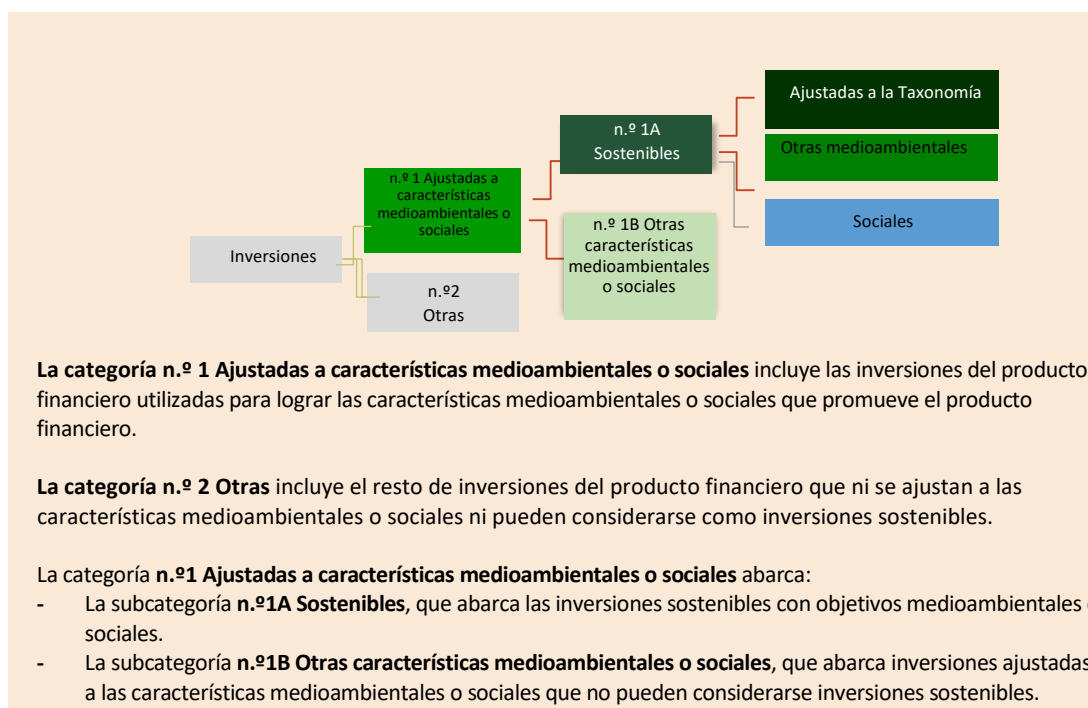 Ajustadas a la Taxonomía
n.º 1A
Sostenibles
Otras medioambientales
n.º 1 Ajustadas a
características
medioambientales o
sociales
Sociales
n.º 1B Otras
características
medioambientales
o sociales
Inversiones
n.º2
Otras
La categoría n.º 1 Ajustadas a características medioambientales o sociales incluye las inversiones del producto
financiero utilizadas para lograr las características medioambientales o sociales que promueve el producto
financiero.
La categoría n.º 2 Otras incluye el resto de inversiones del producto financiero que ni se ajustan a las
características medioambientales o sociales ni pueden considerarse como inversiones sostenibles.
La categoría n.º1 Ajustadas a características medioambientales o sociales abarca:
- La subcategoría n.º1A Sostenibles, que abarca las inversiones sostenibles con objetivos medioambientales
sociales.
- La subcategoría n.º1B Otras características medioambientales o sociales, que abarca inversiones ajustadas
a las características medioambientales o sociales que no pueden considerarse inversiones sostenibles.